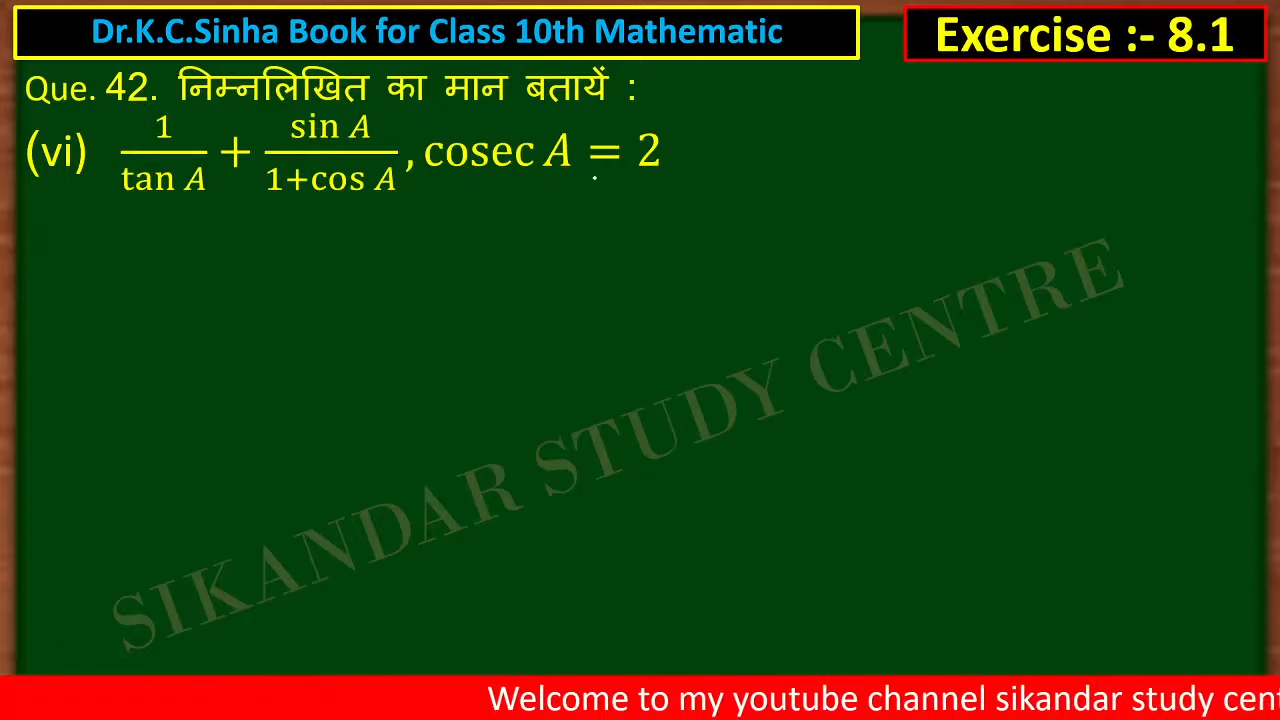 Dr.K.C.Sinha Book for Class 10th Mathematic
Exercise :- 8.1
Que. 42. निम्नलिखित का मान बतायें :
(vi) 1/tan A + sin A/1+cos A , cosec A = 2
SIKANDAR STUDY CENTRE
Welcome to my youtube channel sikandar study cent